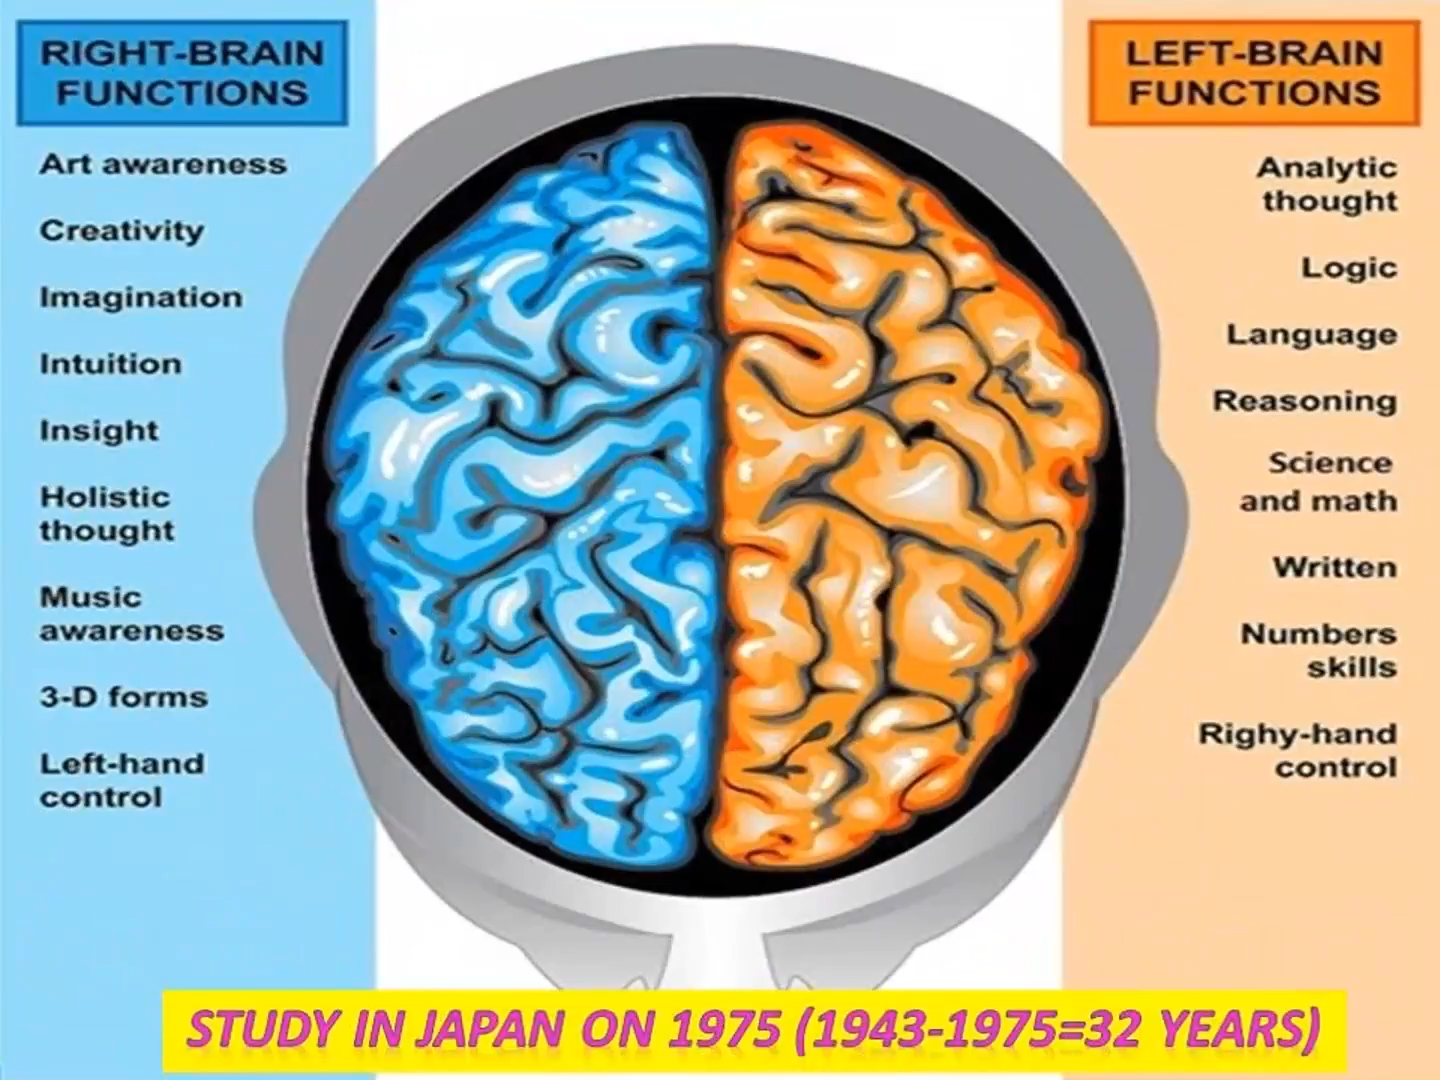 RIGHT-BRAIN
FUNCTIONS
Art awareness
Creativity
Imagination
Intuition
Insight
Holistic
thought
Music
awareness
3-D forms
Left-hand
control
LEFT-BRAIN
FUNCTIONS
Analytic
thought
Logic
Language
Reasoning
Science
and math
Written
Numbers
skills
Righy-hand
control
STUDY IN JAPAN ON 1975 (1943-1975=32 YEARS)